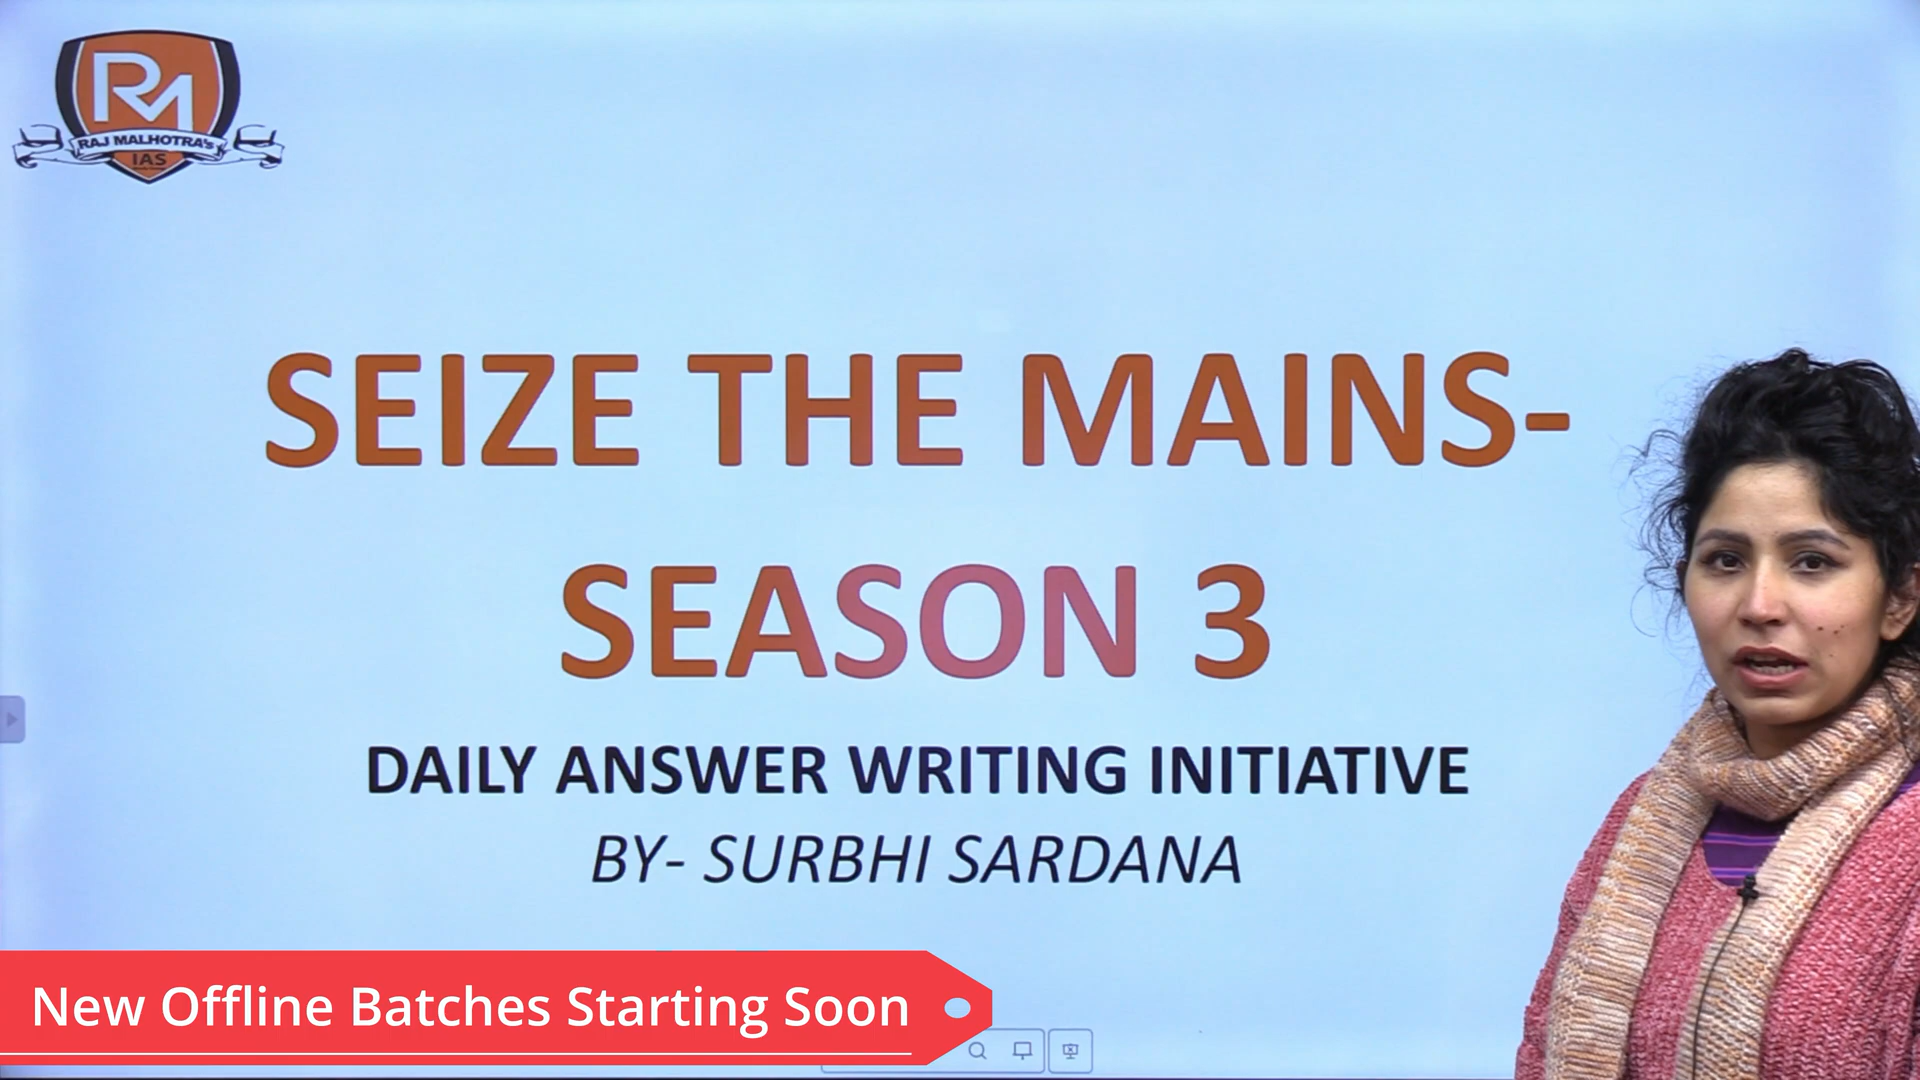 RM
RAJ MALHOTRA's
IAS
SEIZE THE MAINS-
SEASON 3
DAILY ANSWER WRITING INITIATIVE
BY- SURBHI SARDANA
New Offline Batches Starting Soon